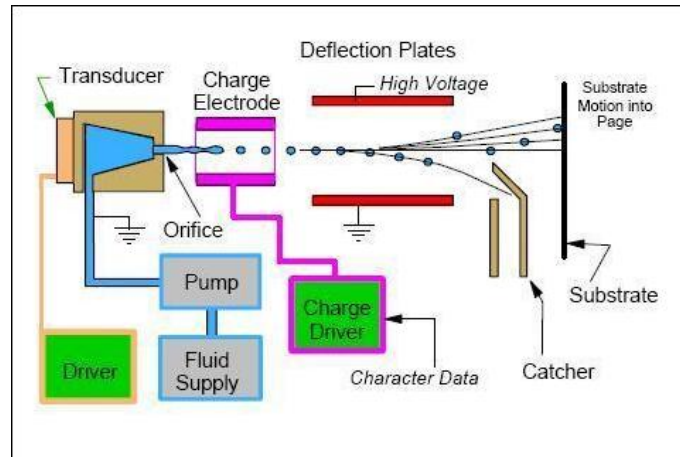 Deflection Plates
Transducer
Charge
Electrode
High Voltage
Substrate
Motion into
Page
Orifice
Pump
Substrate
Charge
Driver
Driver
Fluid
Supply
Character Data
Catcher